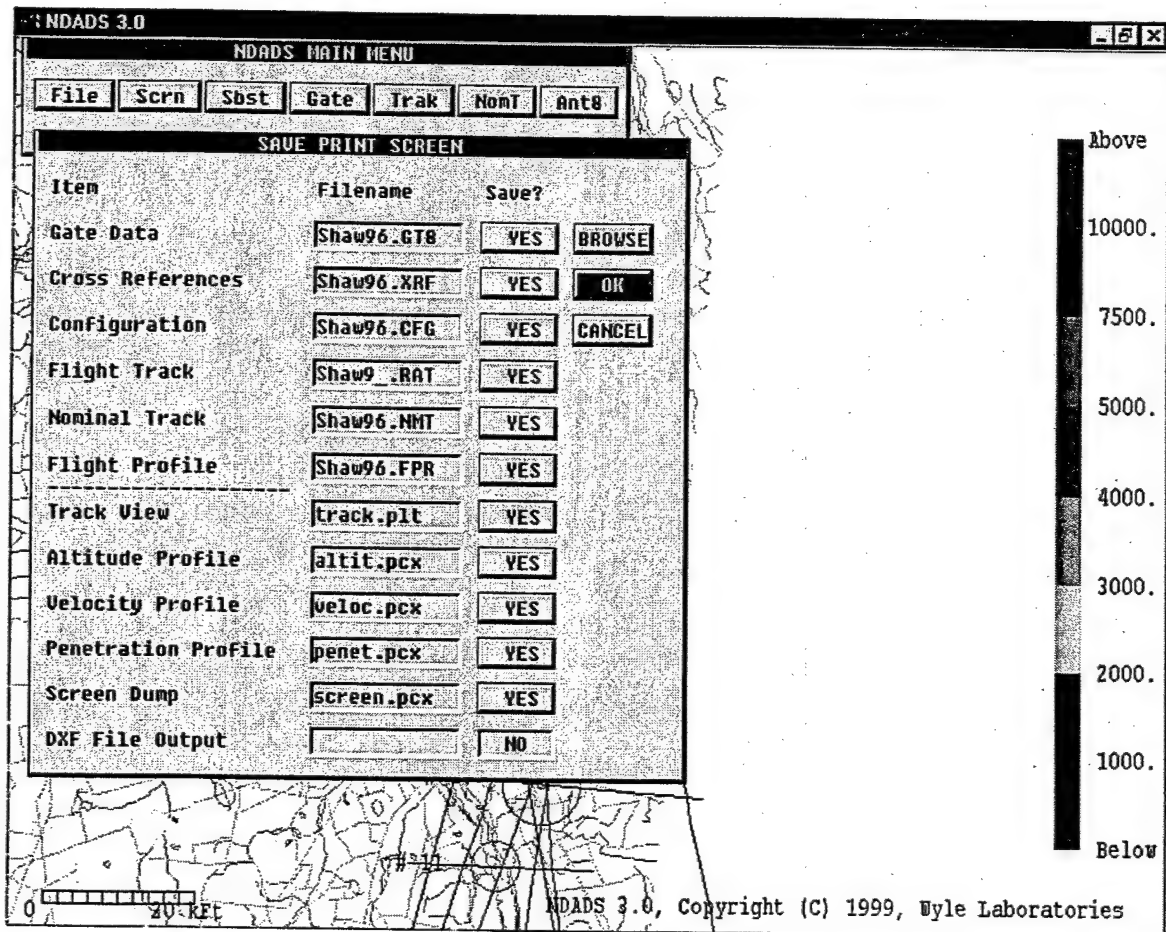 NDADS 3.0
NDADS MAIN MENU
File Scrn Sbst Gate Trak NomT Ant8
SAVE PRINT SCREEN
Item Filename Save?
Gate Data Shaw96.GT8 YES BROWSE
Cross References Shaw96.XRF YES OK
Configuration Shaw96.CFG YES CANCEL
Flight Track Shaw9_.RAT YES
Nominal Track Shaw96.NMT YES
Flight Profile Shaw96.FPR YES
Track View track.plt YES
Altitude Profile altit.pcx YES
Velocity Profile veloc.pcx YES
Penetration Profile penet.pcx YES
Screen Dump screen.pcx YES
DXF File Output NO
Above
10000.
7500.
5000.
4000.
3000.
2000.
1000.
Below
# 11
0 20 kFt
NDADS 3.0, Copyright (C) 1999, Wyle Laboratories